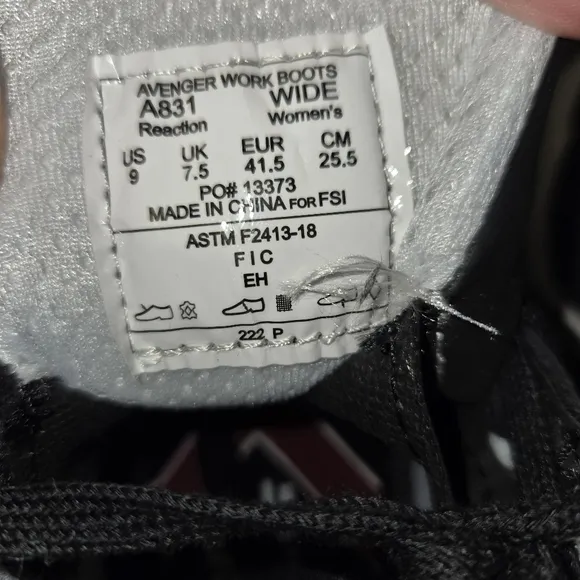 AVENGER WORK BOOTS
A831 WIDE
Reaction Women's
US UK EUR CM
9 7.5 41.5 25.5
PO# 13373
MADE IN CHINA FOR FSI
ASTM F2413-18
F I C
EH
222 P